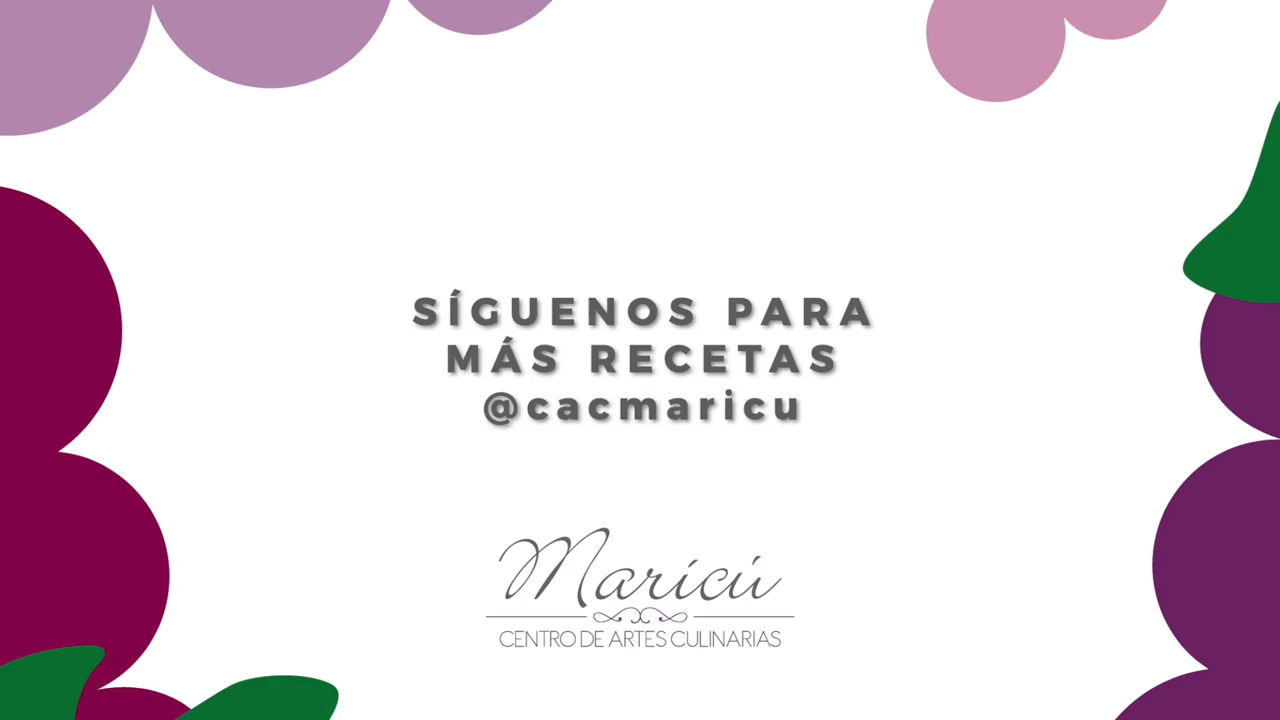 SÍGUENOS PARA
MÁS RECETAS
@cacmaricu
Maricú
CENTRO DE ARTES CULINARIAS